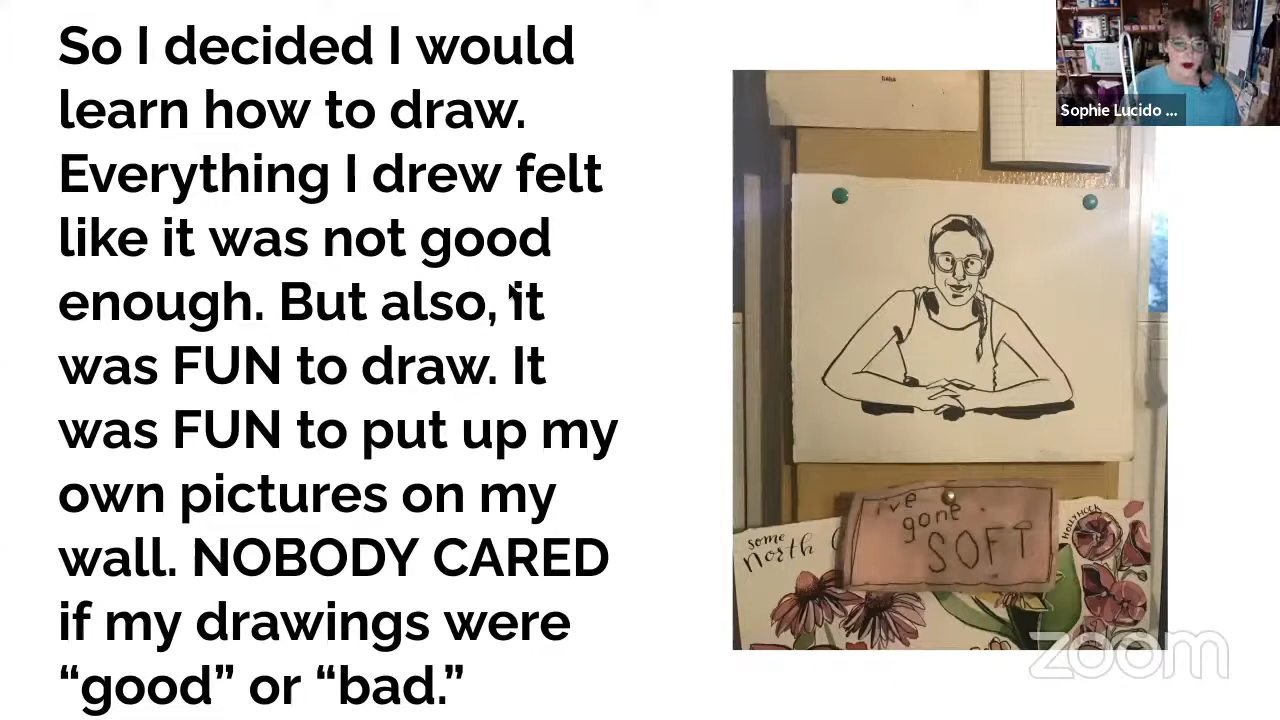 So I decided I would
learn how to draw.
Everything I drew felt
like it was not good
enough. But also, it
was FUN to draw. It
was FUN to put up my
own pictures on my
wall. NOBODY CARED
if my drawings were
“good” or “bad.”
Sophie Lucido ...
i've
gone
SOFT
some
North
HOLLYHOCK
zoom